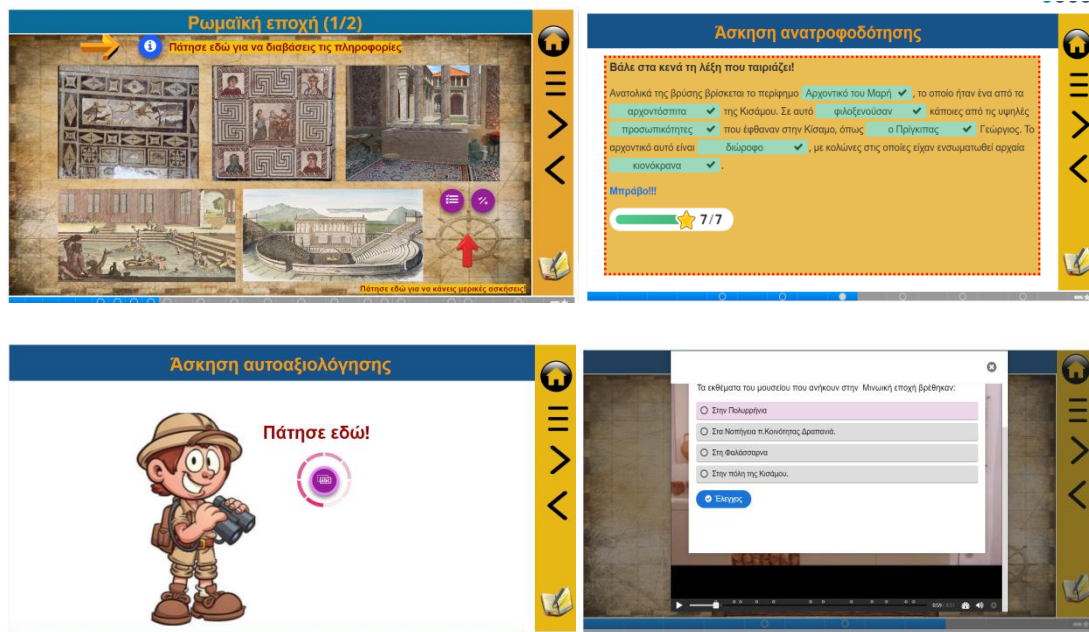 Ρωμαϊκή εποχή (1/2)
Πάτησε εδώ για να διαβάσεις τις πληροφορίες
Πάτησε εδώ για να κάνεις μερικές ασκήσεις!
Άσκηση ανατροφοδότησης
Βάλε στα κενά τη λέξη που ταιριάζει!
Ανατολικά της βρύσης βρίσκεται το περίφημο Αρχοντικό του Μαρή ✔ , το οποίο ήταν ένα από τα
αρχοντόσπιτα ✔ της Κισάμου. Σε αυτό φιλοξενούσαν ✔ κάποιες από τις υψηλές
προσωπικότητες ✔ που έφθαναν στην Κίσαμο, όπως ο Πρίγκιπας ✔ Γεώργιος. Το
αρχοντικό αυτό είναι διώροφο ✔ , με κολώνες στις οποίες είχαν ενσωματωθεί αρχαία
κιονόκρανα ✔ .
Μπράβο!!!
7/7
Άσκηση αυτοαξιολόγησης
Πάτησε εδώ!
Τα εκθέματα του μουσείου που ανήκουν στην Μινωική εποχή βρέθηκαν:
Στην Πολυρρήνια
Στα Νοπήγεια π.Κοινότητας Δραπανιά.
Στη Φαλάσσαρνα
Στην πόλη της Κισάμου.
Έλεγχος